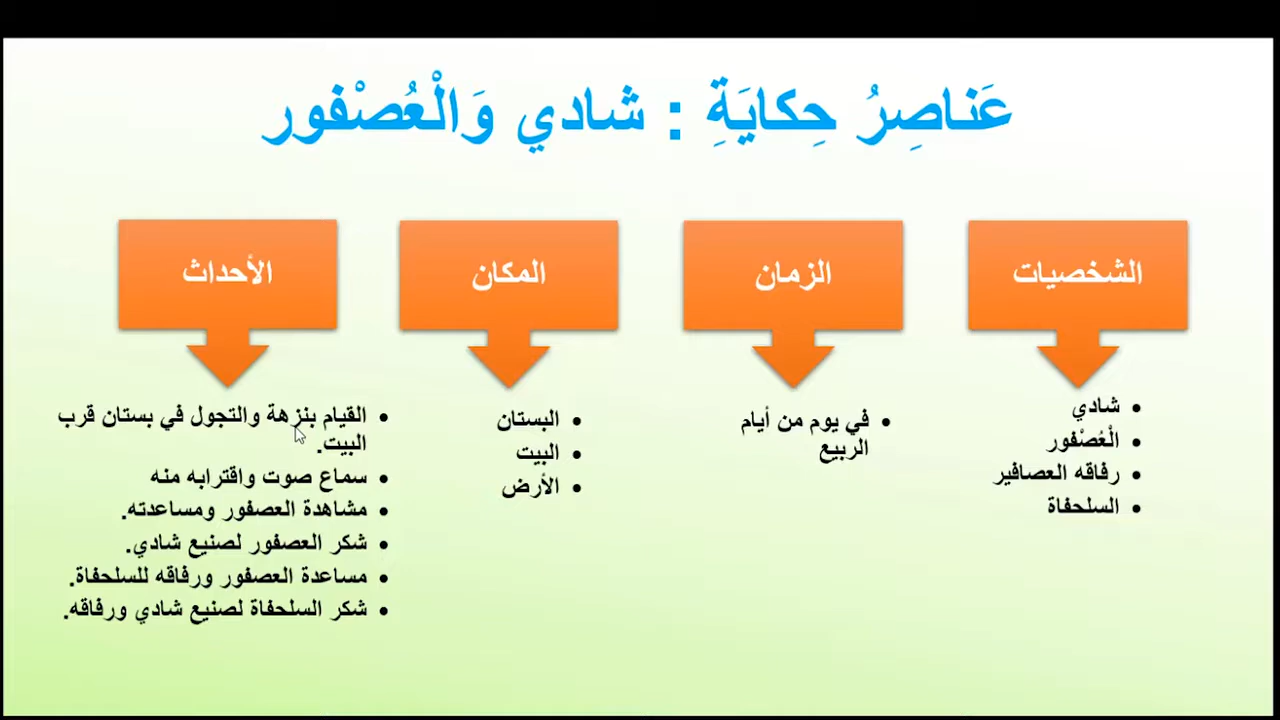 عَناصِرُ حِكايَةِ : شادي وَالْعُصْفور
الشخصيات
شادي
الْعُصْفور
رفاقه العصافير
السلحفاة
الزمان
في يوم من أيام
الربيع
المكان
البستان
البيت
الأرض
الأحداث
القيام بنزهة والتجول في بستان قرب
البيت.
سماع صوت واقترابه منه
مشاهدة العصفور ومساعدته.
شكر العصفور لصنيع شادي.
مساعدة العصفور ورفاقه للسلحفاة.
شكر السلحفاة لصنيع شادي ورفاقه.